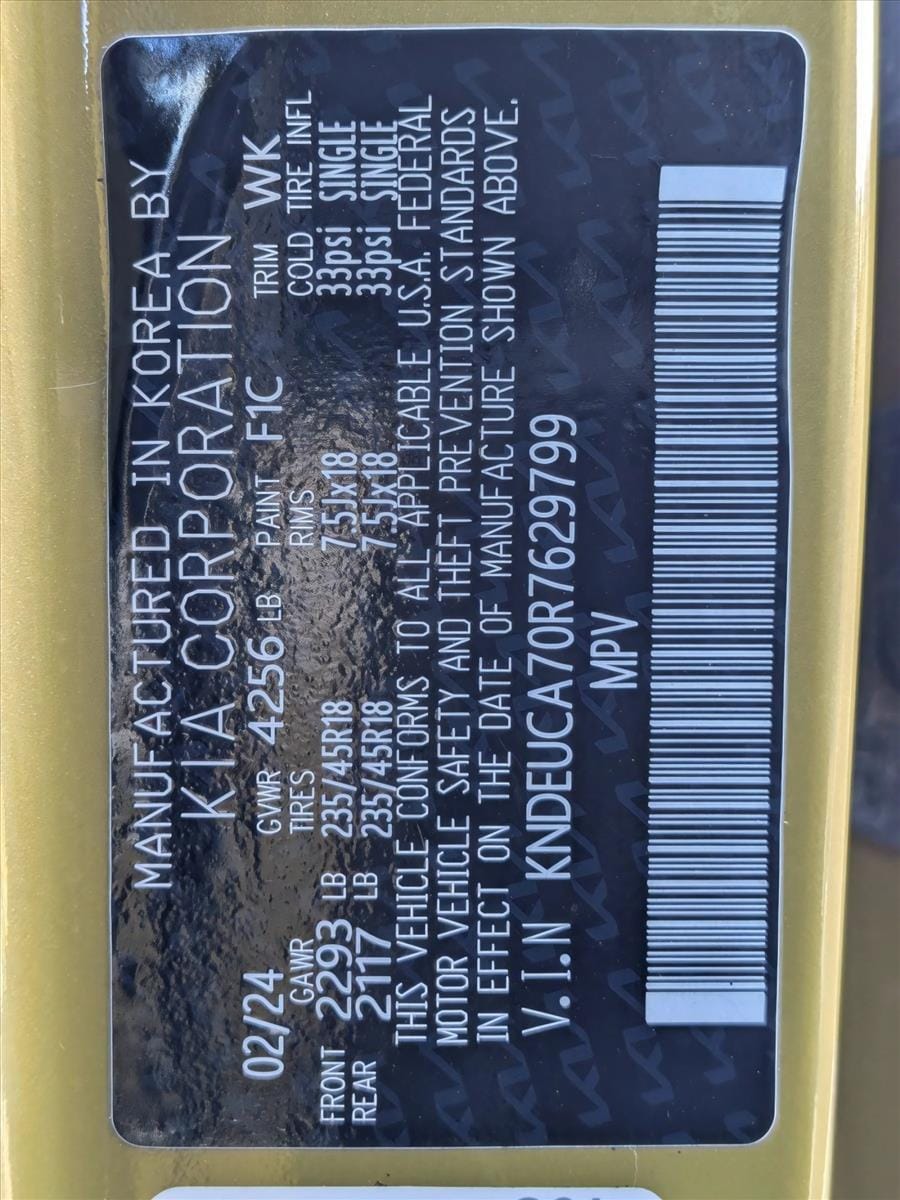 MANUFACTURED IN KOREA BY
KIA CORPORATION
02/24 GVWR 4256 LB PAINT F1C TRIM WK
GAWR TIRES RIMS COLD TIRE INFL
FRONT 2293 LB 235/45R18 7.5Jx18 33psi SINGLE
REAR 2117 LB 235/45R18 7.5Jx18 33psi SINGLE
THIS VEHICLE CONFORMS TO ALL APPLICABLE U.S.A. FEDERAL
MOTOR VEHICLE SAFETY AND THEFT PREVENTION STANDARDS
IN EFFECT ON THE DATE OF MANUFACTURE SHOWN ABOVE.
V.I.N KNDEUCA70R7629799
MPV